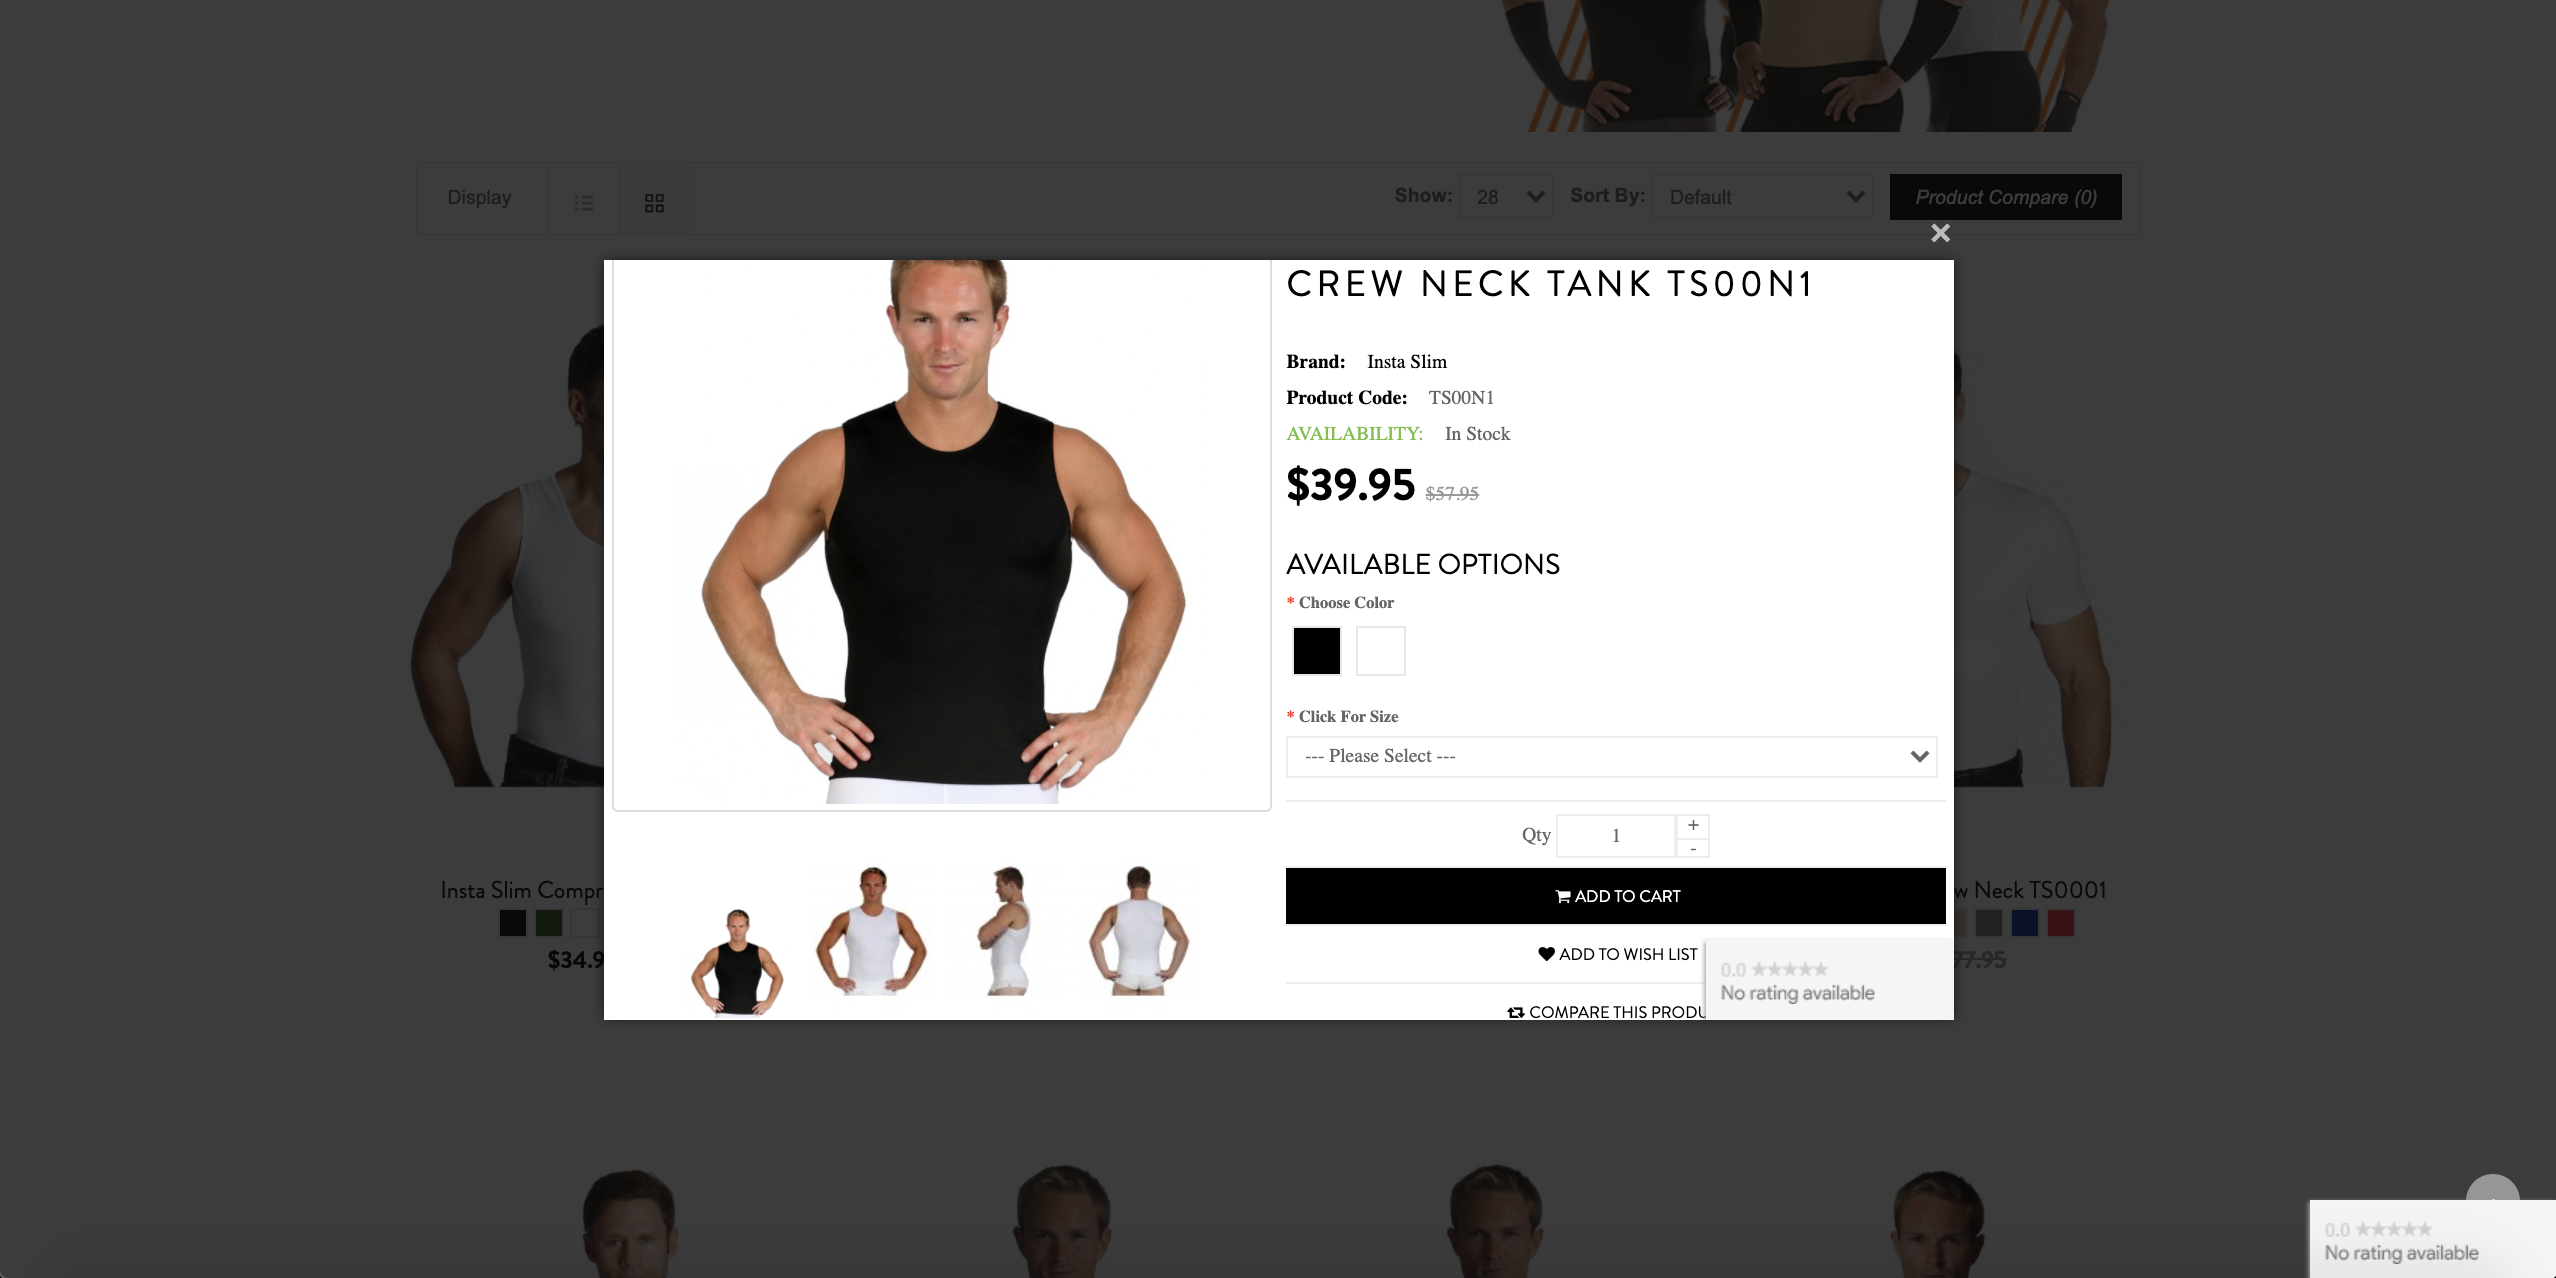 Display
Show: 28
Sort By: Default
Product Compare (0)
×
CREW NECK TANK TS00N1
Brand: Insta Slim
Product Code: TS00N1
AVAILABILITY: In Stock
$39.95 $57.95
AVAILABLE OPTIONS
* Choose Color
* Click For Size
--- Please Select ---
Qty 1 + -
ADD TO CART
ADD TO WISH LIST
COMPARE THIS PRODU
0.0 ★★★★★
No rating available
Insta Slim Compr
$34.9
w Neck TS0001
77.95
0.0 ★★★★★
No rating available